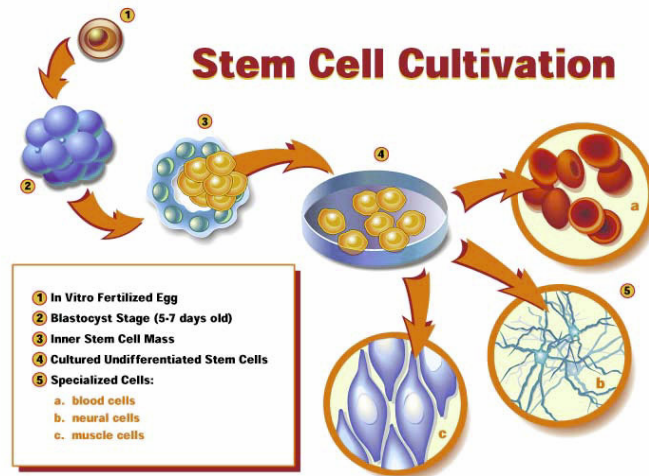 Stem Cell Cultivation
1
2
3
4
a
5
b
c
1 In Vitro Fertilized Egg
2 Blastocyst Stage (5-7 days old)
3 Inner Stem Cell Mass
4 Cultured Undifferentiated Stem Cells
5 Specialized Cells:
a. blood cells
b. neural cells
c. muscle cells